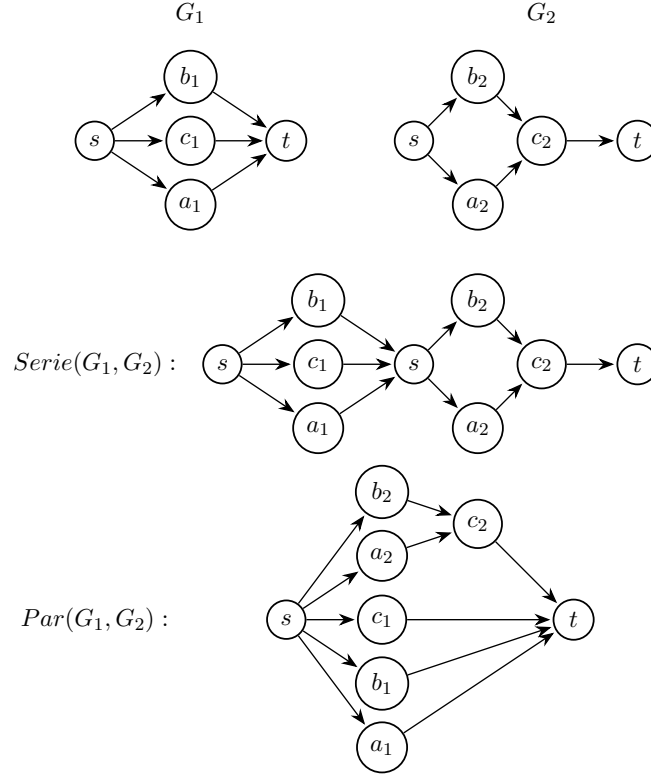 G₁ G₂
b₁ b₂
s c₁ t s c₂ t
a₁ a₂
b₁ b₂
Serie(G₁, G₂) : s c₁ s c₂ t
a₁ a₂
b₂
c₂
a₂
Par(G₁, G₂) : s c₁ t
b₁
a₁